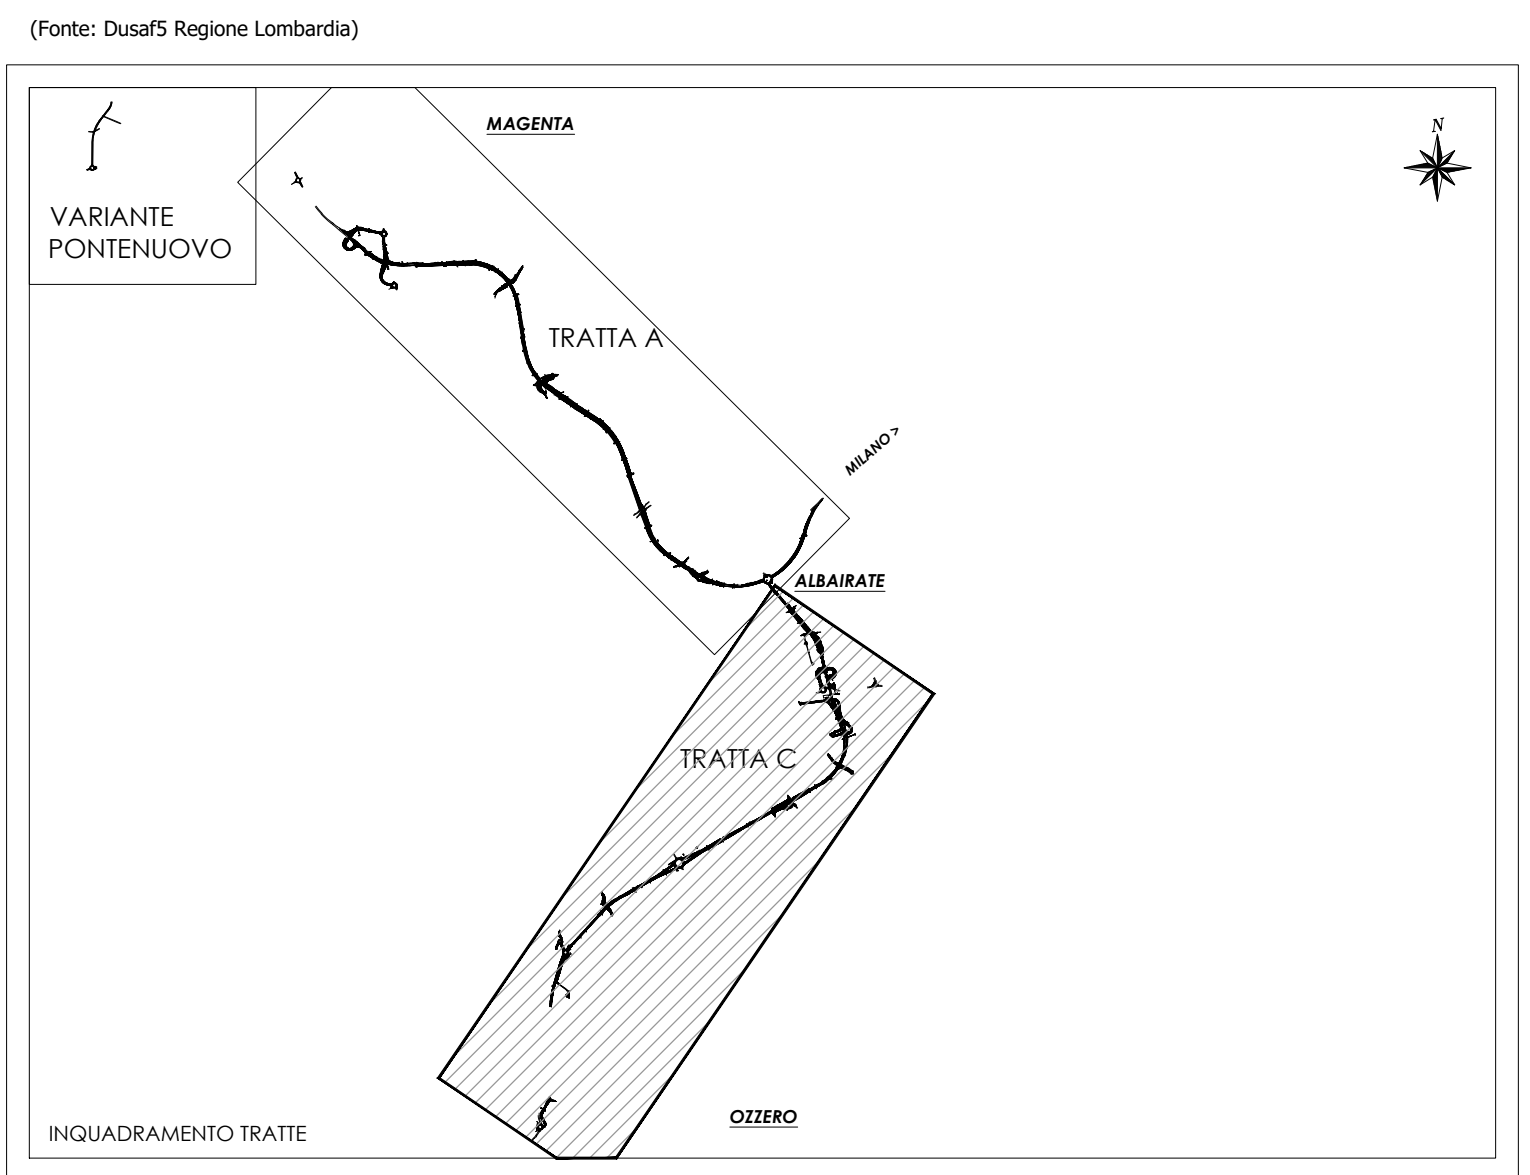 (Fonte: Dusaf5 Regione Lombardia)
MAGENTA
N
VARIANTE
PONTENUOVO
TRATTA A
MILANO >
ALBAIRATE
TRATTA C
OZZERO
INQUADRAMENTO TRATTE